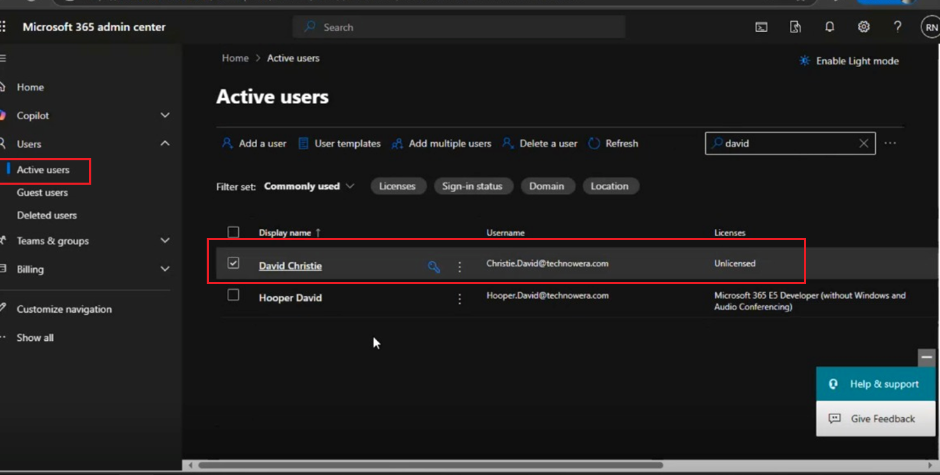 Microsoft 365 admin center
Search
RN
Home > Active users
Enable Light mode
Home
Copilot
Users
Active users
Guest users
Deleted users
Teams & groups
Billing
Customize navigation
Show all
Active users
Add a user
User templates
Add multiple users
Delete a user
Refresh
david
Filter set: Commonly used
Licenses
Sign-in status
Domain
Location
Display name ↑
Username
Licenses
David Christie
Christie.David@technowera.com
Unlicensed
Hooper David
Hooper.David@technowera.com
Microsoft 365 E5 Developer (without Windows and
Audio Conferencing)
Help & support
Give Feedback